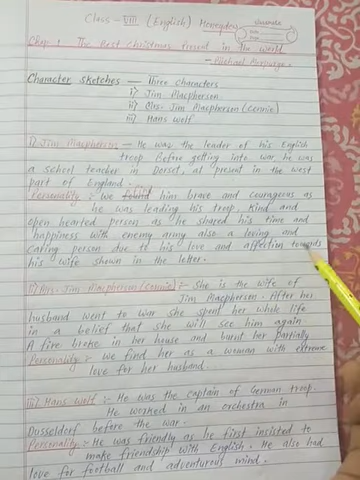 Class - VIII (English) Honeydew
Chap 1 The Best Christmas Present in the World
- Michael Morpurgo.
Character sketches - Three characters
i) Jim Macpherson.
ii) Mrs. Jim Macpherson (Connie)
iii) Hans Wolf
i) Jim Macpherson - He was the leader of his English
troop. Before getting into war, he was
a school teacher in Dorset, at present in the west
part of England.
Personality :- We find him brave and courageous as
he was leading his troop. Kind and
open hearted person as he shared his time and
happiness with enemy army also a loving and
caring person due to his love and affection towards
his wife shown in the letter.
ii) Mrs. Jim Macpherson (Connie) :- She is the wife of
Jim Macpherson. After her
husband went to war she spent her whole life
in a belief that she will see him again.
A fire broke in her house and burnt her partially
Personality :- We find her as a woman with extreme
love for her husband.
iii) Hans Wolf :- He was the captain of German troop.
He worked in an orchestra in
Dusseldorf before the war.
Personality :- He was friendly as he first insisted to
make friendship with English. He also had
love for football and adventurous mind.